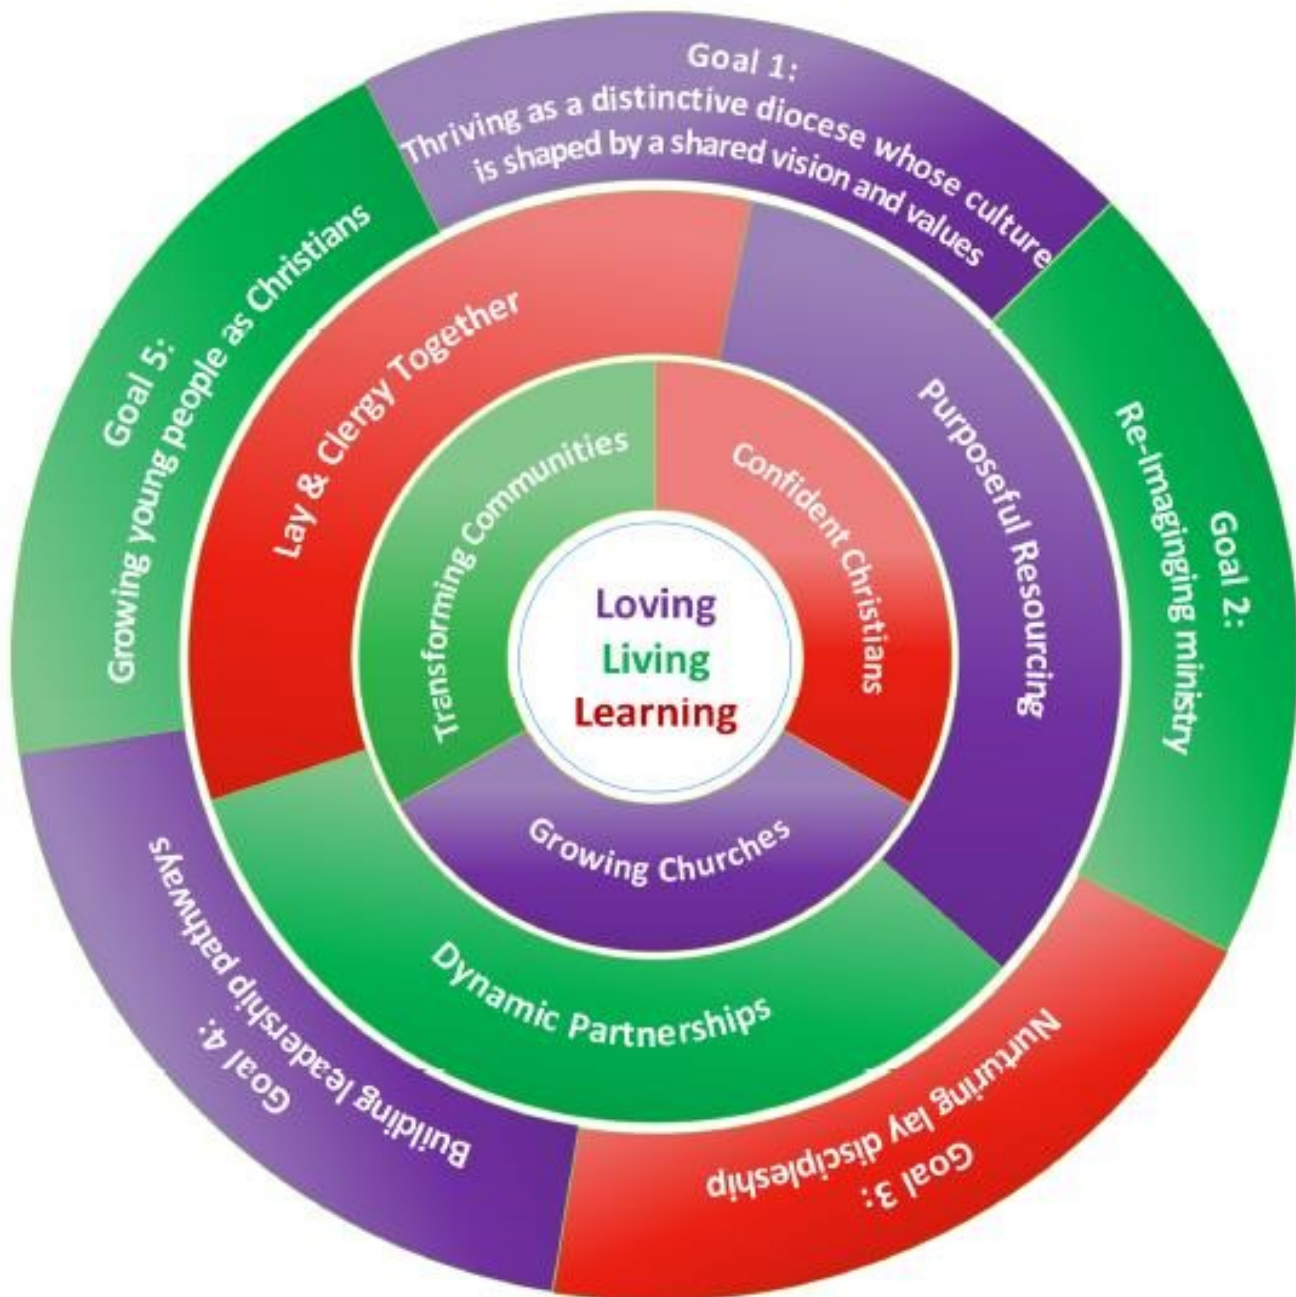 Goal 1:
Thriving as a distinctive diocese whose culture
is shaped by a shared vision and values
Goal 2:
Re-Imaginging ministry
Goal 3:
Nurturing lay discipleship
Goal 4:
Building leadership pathways
Goal 5:
Growing young people as Christians
Lay & Clergy Together
Purposeful Resourcing
Dynamic Partnerships
Transforming Communities
Confident Christians
Growing Churches
Loving
Living
Learning